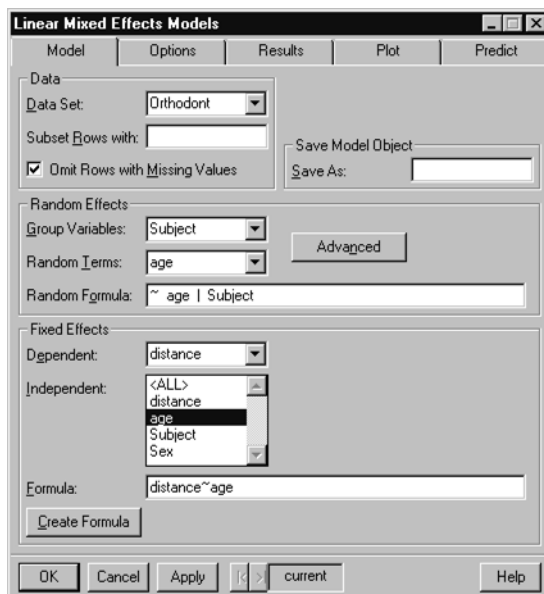 Linear Mixed Effects Models
Model Options Results Plot Predict
Data
Data Set: Orthodont
Subset Rows with:
Omit Rows with Missing Values
Save Model Object
Save As:
Random Effects
Group Variables: Subject
Advanced
Random Terms: age
Random Formula: ~ age | Subject
Fixed Effects
Dependent: distance
Independent: <ALL>
distance
age
Subject
Sex
Formula: distance~age
Create Formula
OK Cancel Apply current Help